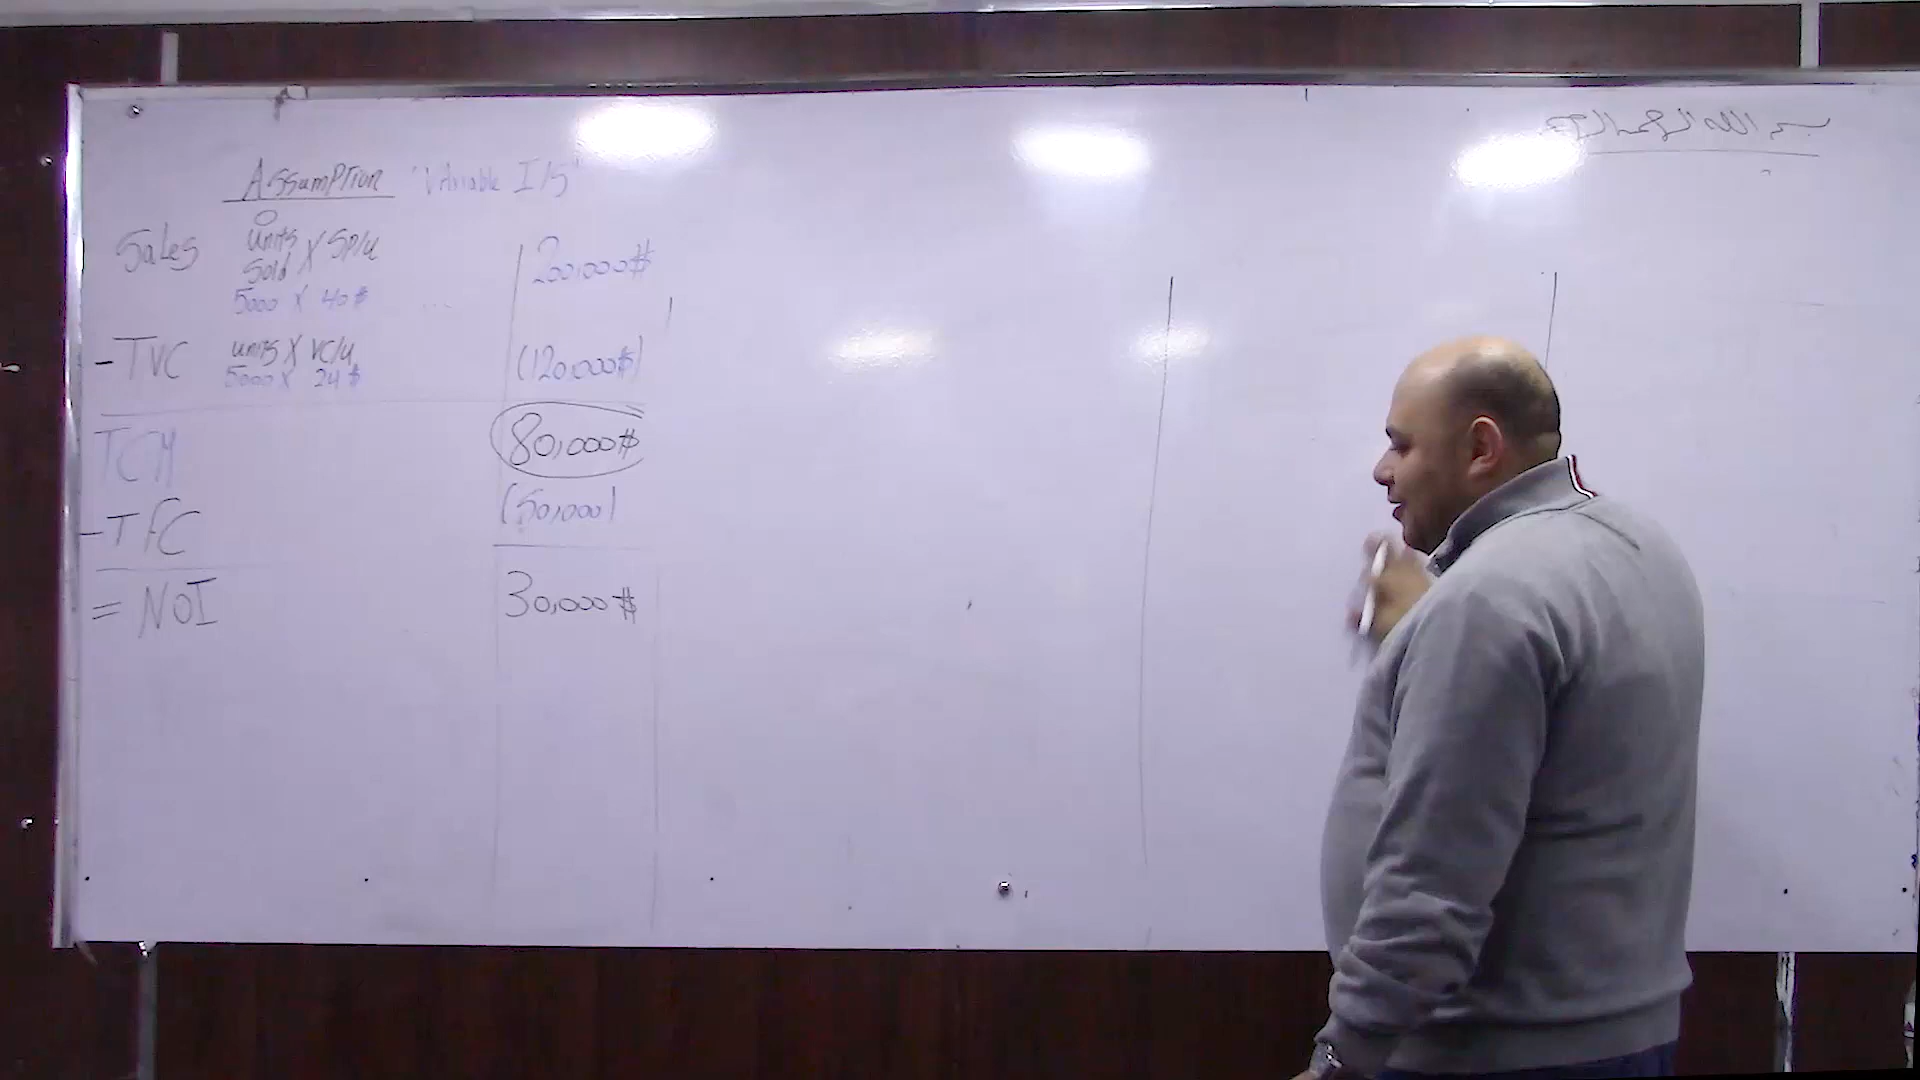 بسم الله الرحمن الرحيم
Assumption "Variable I/S"
Sales units sold X SP/u 200,000$
5000 X 40$
- TVC units X VC/u (120,000$)
5000 X 24$
TCM 80,000$
- TFC (50,000)
= NOI 30,000$